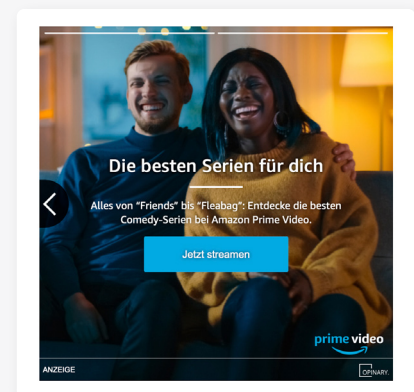 Die besten Serien für dich
Alles von "Friends" bis "Fleabag": Entdecke die besten
Comedy-Serien bei Amazon Prime Video.
Jetzt streamen
prime video
ANZEIGE
OPINARY.